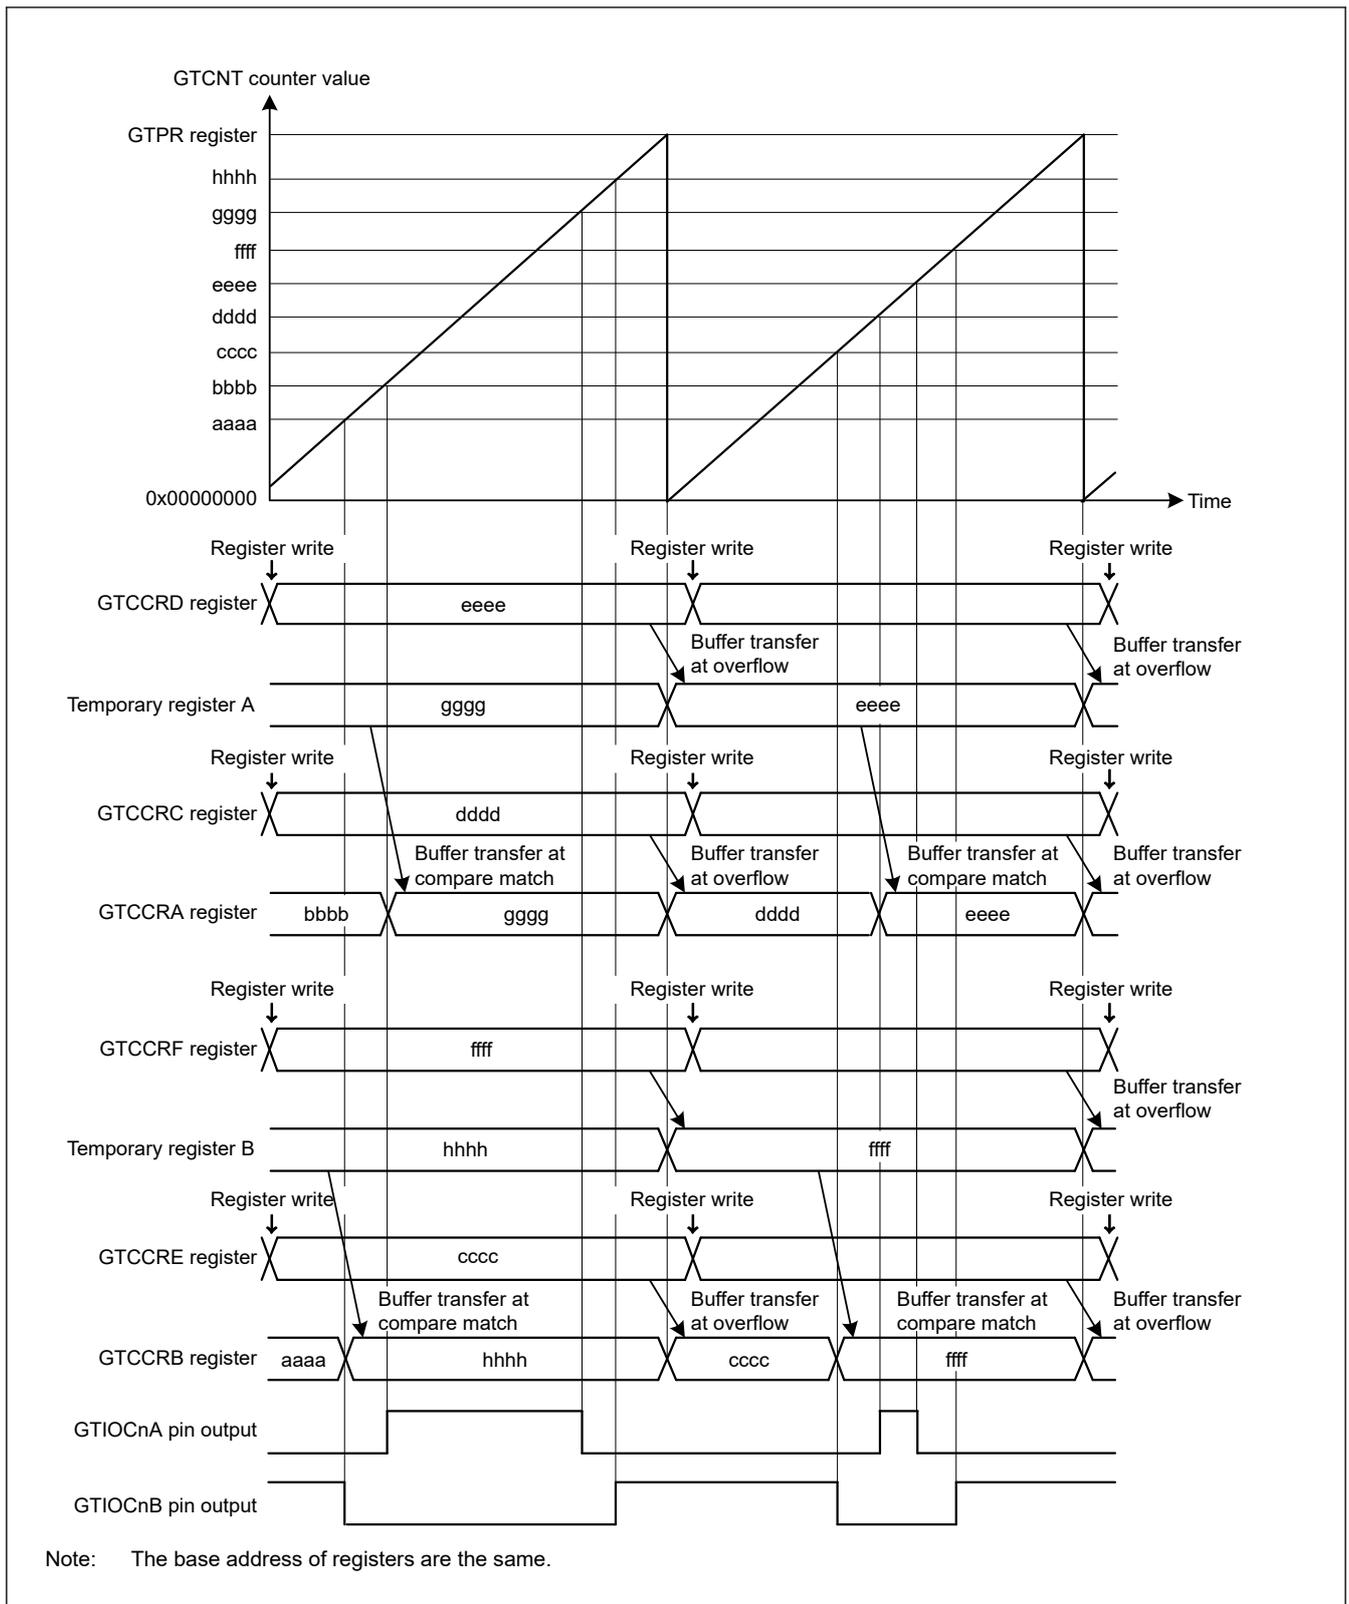 GTCNT counter value
GTPR register
hhhh
gggg
ffff
eeee
dddd
cccc
bbbb
aaaa
0x00000000
Time
Register write Register write Register write
GTCCRD register eeee
Buffer transfer
at overflow
Buffer transfer
at overflow
Temporary register A gggg eeee
Register write Register write Register write
GTCCRC register dddd
Buffer transfer at
compare match
Buffer transfer
at overflow
Buffer transfer at
compare match
Buffer transfer
at overflow
GTCCRA register bbbb gggg dddd eeee
Register write Register write Register write
GTCCRF register ffff
Buffer transfer
at overflow
Temporary register B hhhh ffff
Register write Register write Register write
GTCCRE register cccc
Buffer transfer at
compare match
Buffer transfer
at overflow
Buffer transfer at
compare match
Buffer transfer
at overflow
GTCCRB register aaaa hhhh cccc ffff
GTIOCnA pin output
GTIOCnB pin output
Note: The base address of registers are the same.